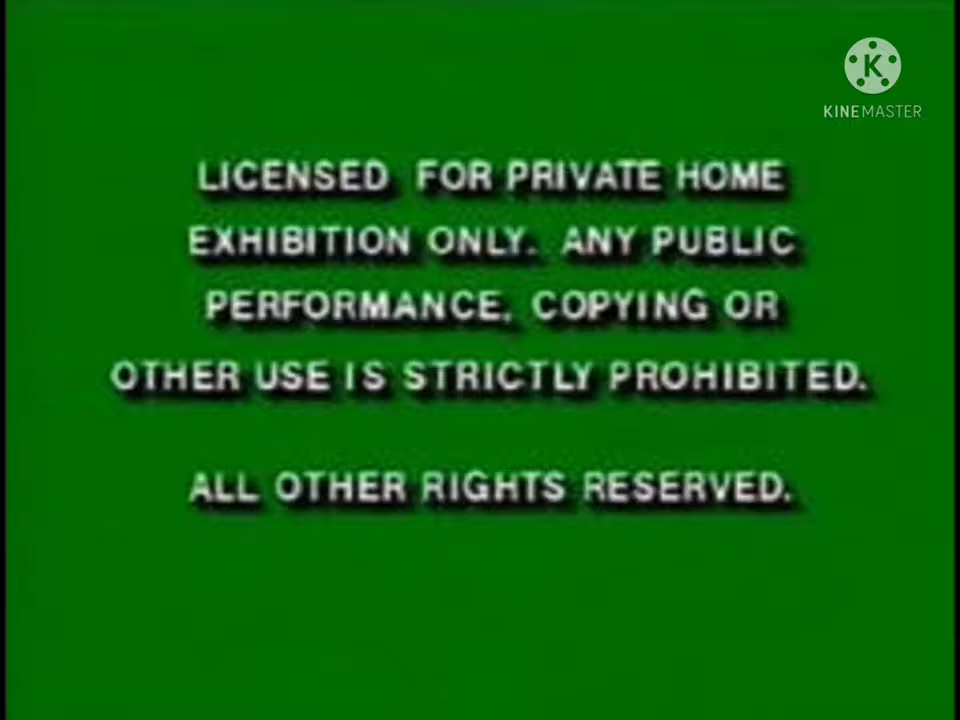 K
KINEMASTER
LICENSED FOR PRIVATE HOME
EXHIBITION ONLY. ANY PUBLIC
PERFORMANCE, COPYING OR
OTHER USE IS STRICTLY PROHIBITED.
ALL OTHER RIGHTS RESERVED.